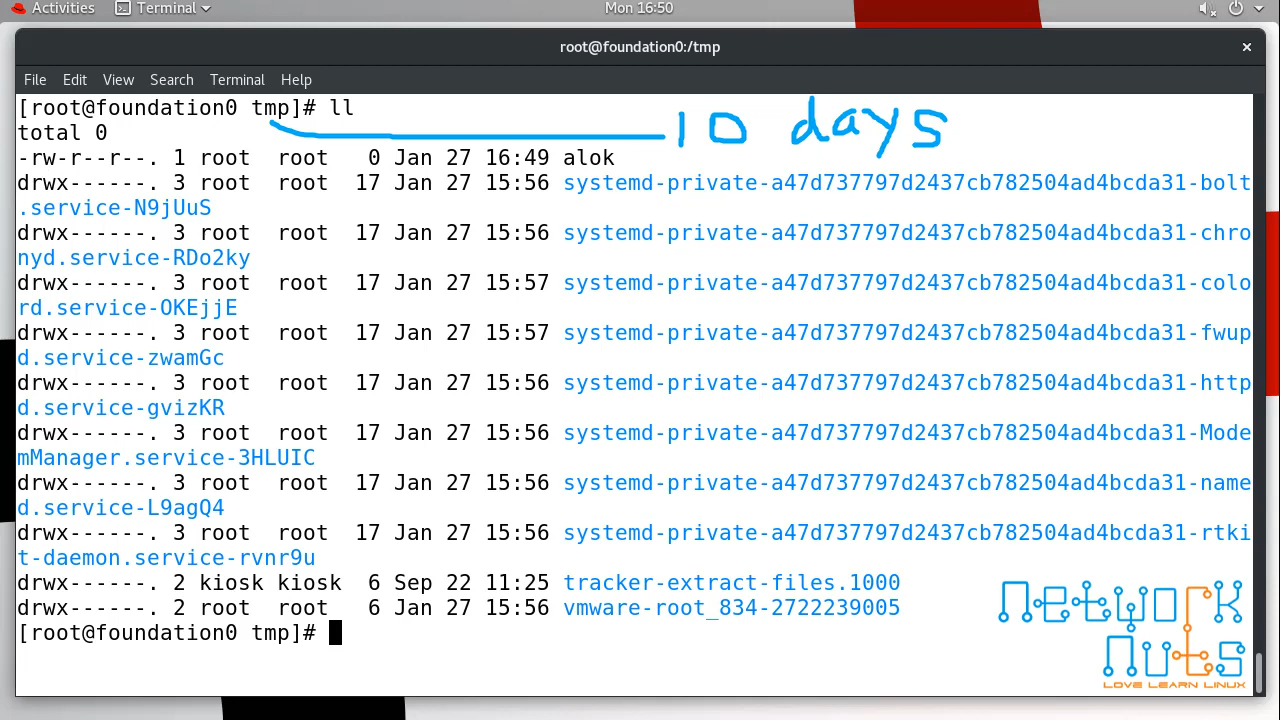 Activities Terminal Mon 16:50
root@foundation0:/tmp ×
File Edit View Search Terminal Help
[root@foundation0 tmp]# ll
10 days
total 0
-rw-r--r--. 1 root  root   0 Jan 27 16:49 alok
drwx------. 3 root  root  17 Jan 27 15:56 systemd-private-a47d737797d2437cb782504ad4bcda31-bolt
.service-N9jUuS
drwx------. 3 root  root  17 Jan 27 15:56 systemd-private-a47d737797d2437cb782504ad4bcda31-chro
nyd.service-RDo2ky
drwx------. 3 root  root  17 Jan 27 15:57 systemd-private-a47d737797d2437cb782504ad4bcda31-colo
rd.service-OKEjjE
drwx------. 3 root  root  17 Jan 27 15:57 systemd-private-a47d737797d2437cb782504ad4bcda31-fwup
d.service-zwamGc
drwx------. 3 root  root  17 Jan 27 15:56 systemd-private-a47d737797d2437cb782504ad4bcda31-http
d.service-gvizKR
drwx------. 3 root  root  17 Jan 27 15:56 systemd-private-a47d737797d2437cb782504ad4bcda31-Mode
mManager.service-3HLUIC
drwx------. 3 root  root  17 Jan 27 15:56 systemd-private-a47d737797d2437cb782504ad4bcda31-name
d.service-L9agQ4
drwx------. 3 root  root  17 Jan 27 15:56 systemd-private-a47d737797d2437cb782504ad4bcda31-rtki
t-daemon.service-rvnr9u
drwx------. 2 kiosk kiosk  6 Sep 22 11:25 tracker-extract-files.1000
drwx------. 2 root  root   6 Jan 27 15:56 vmware-root_834-2722239005
[root@foundation0 tmp]#
network
nuts
LOVE LEARN LINUX